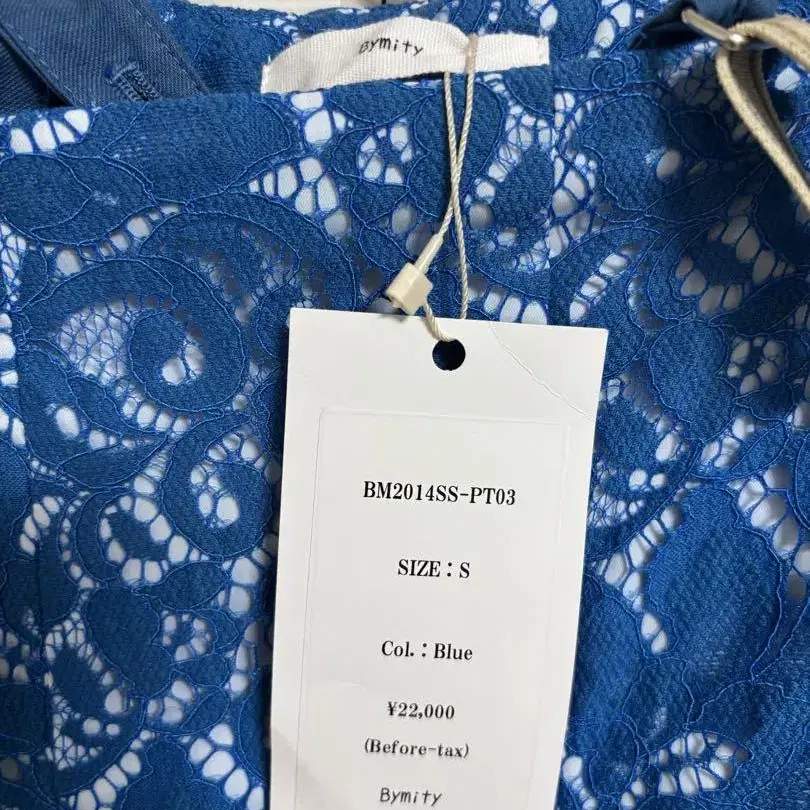 Bymity
BM2014SS-PT03
SIZE：S
Col.：Blue
¥22,000
(Before-tax)
Bymity